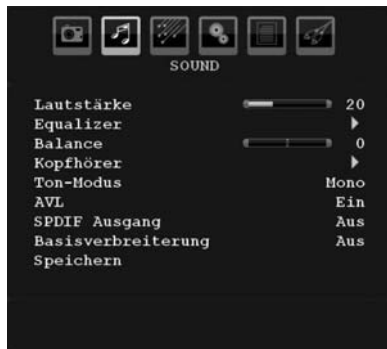 SOUND
Lautstärke 20
Equalizer
Balance 0
Kopfhörer
Ton-Modus Mono
AVL Ein
SPDIF Ausgang Aus
Basisverbreiterung Aus
Speichern